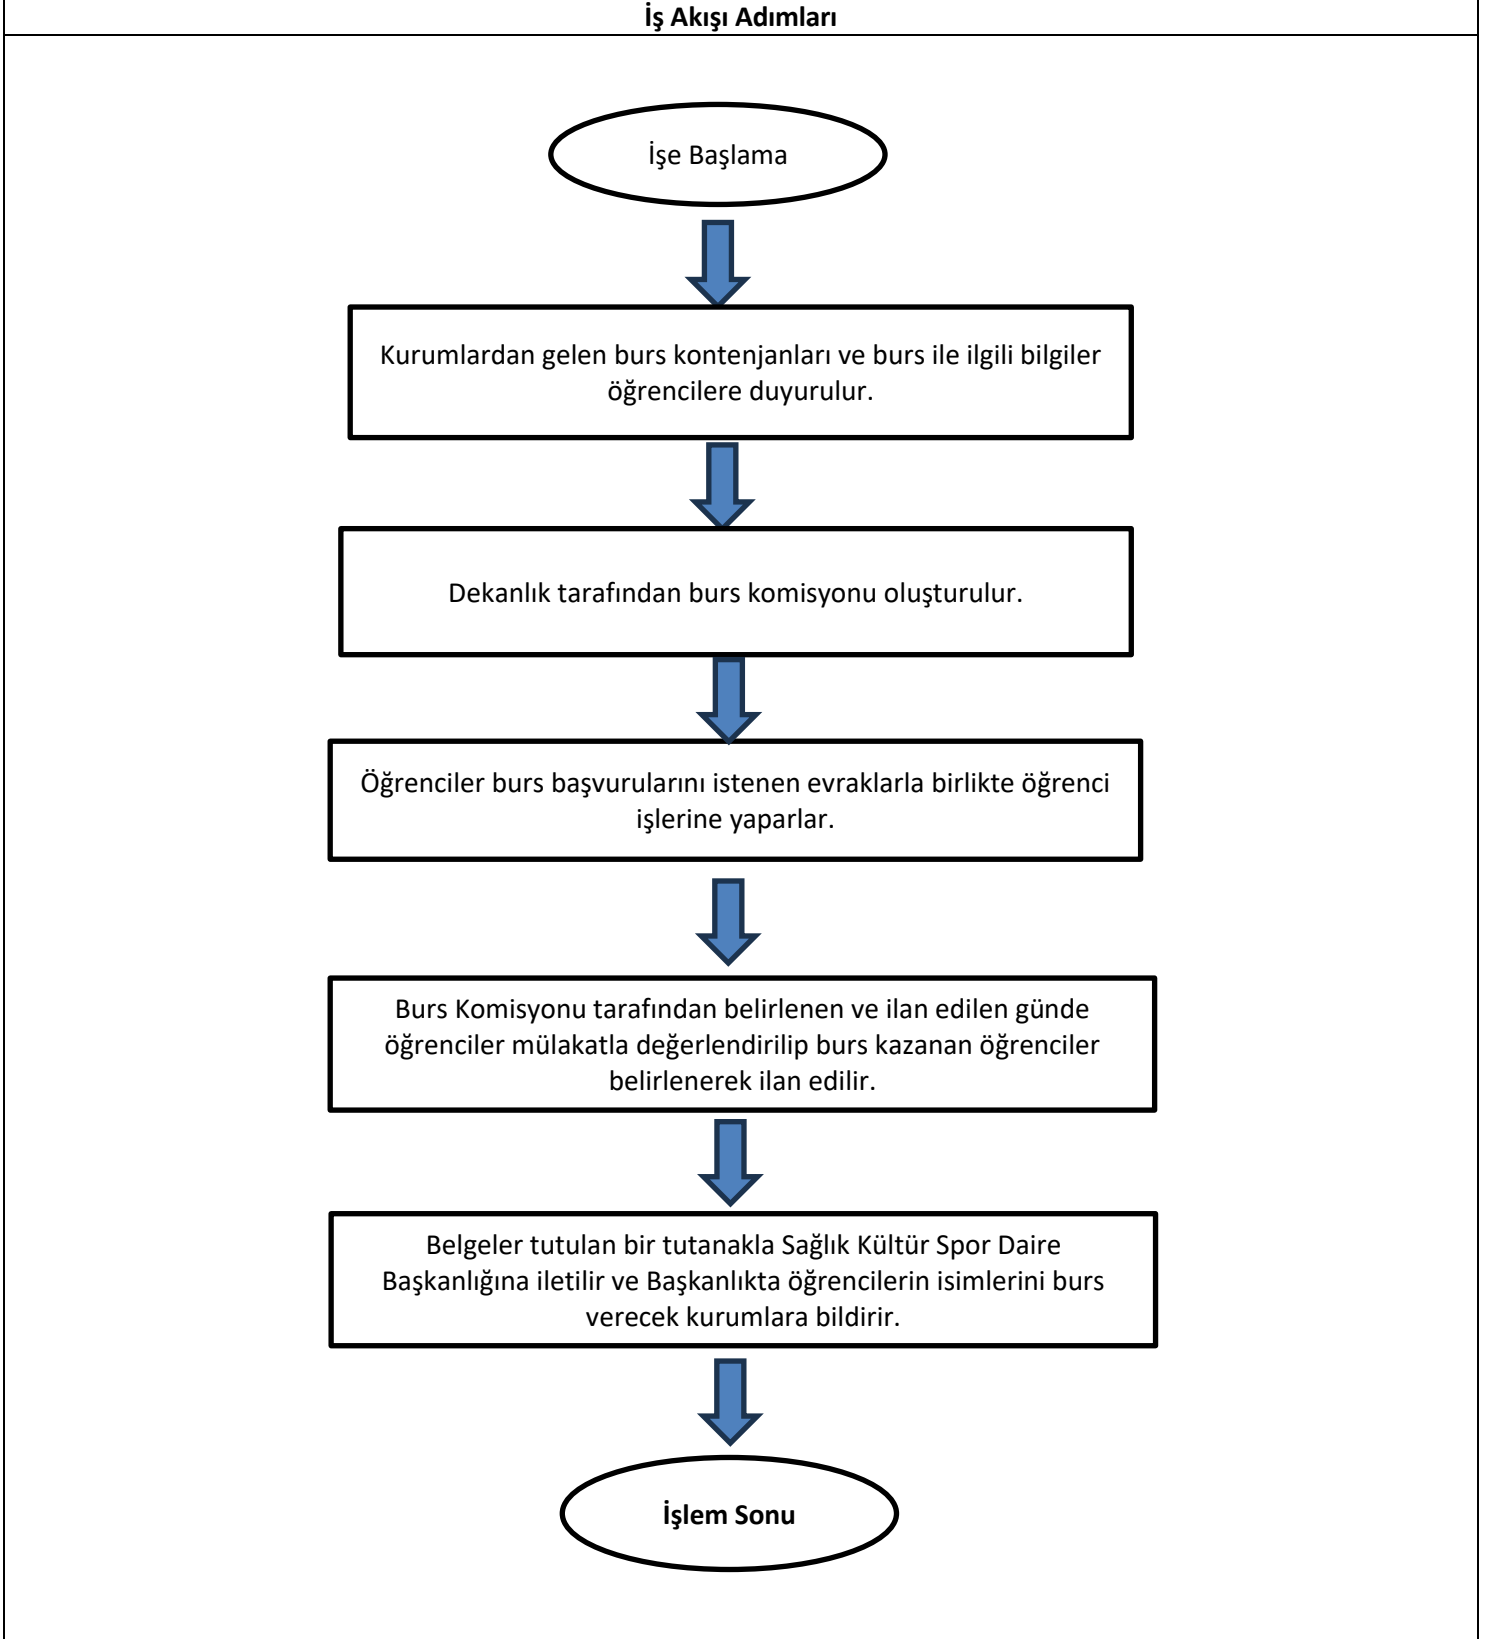 İş Akışı Adımları
İşe Başlama
Kurumlardan gelen burs kontenjanları ve burs ile ilgili bilgiler
öğrencilere duyurulur.
Dekanlık tarafından burs komisyonu oluşturulur.
Öğrenciler burs başvurularını istenen evraklarla birlikte öğrenci
işlerine yaparlar.
Burs Komisyonu tarafından belirlenen ve ilan edilen günde
öğrenciler mülakatla değerlendirilip burs kazanan öğrenciler
belirlenerek ilan edilir.
Belgeler tutulan bir tutanakla Sağlık Kültür Spor Daire
Başkanlığına iletilir ve Başkanlıkta öğrencilerin isimlerini burs
verecek kurumlara bildirir.
İşlem Sonu